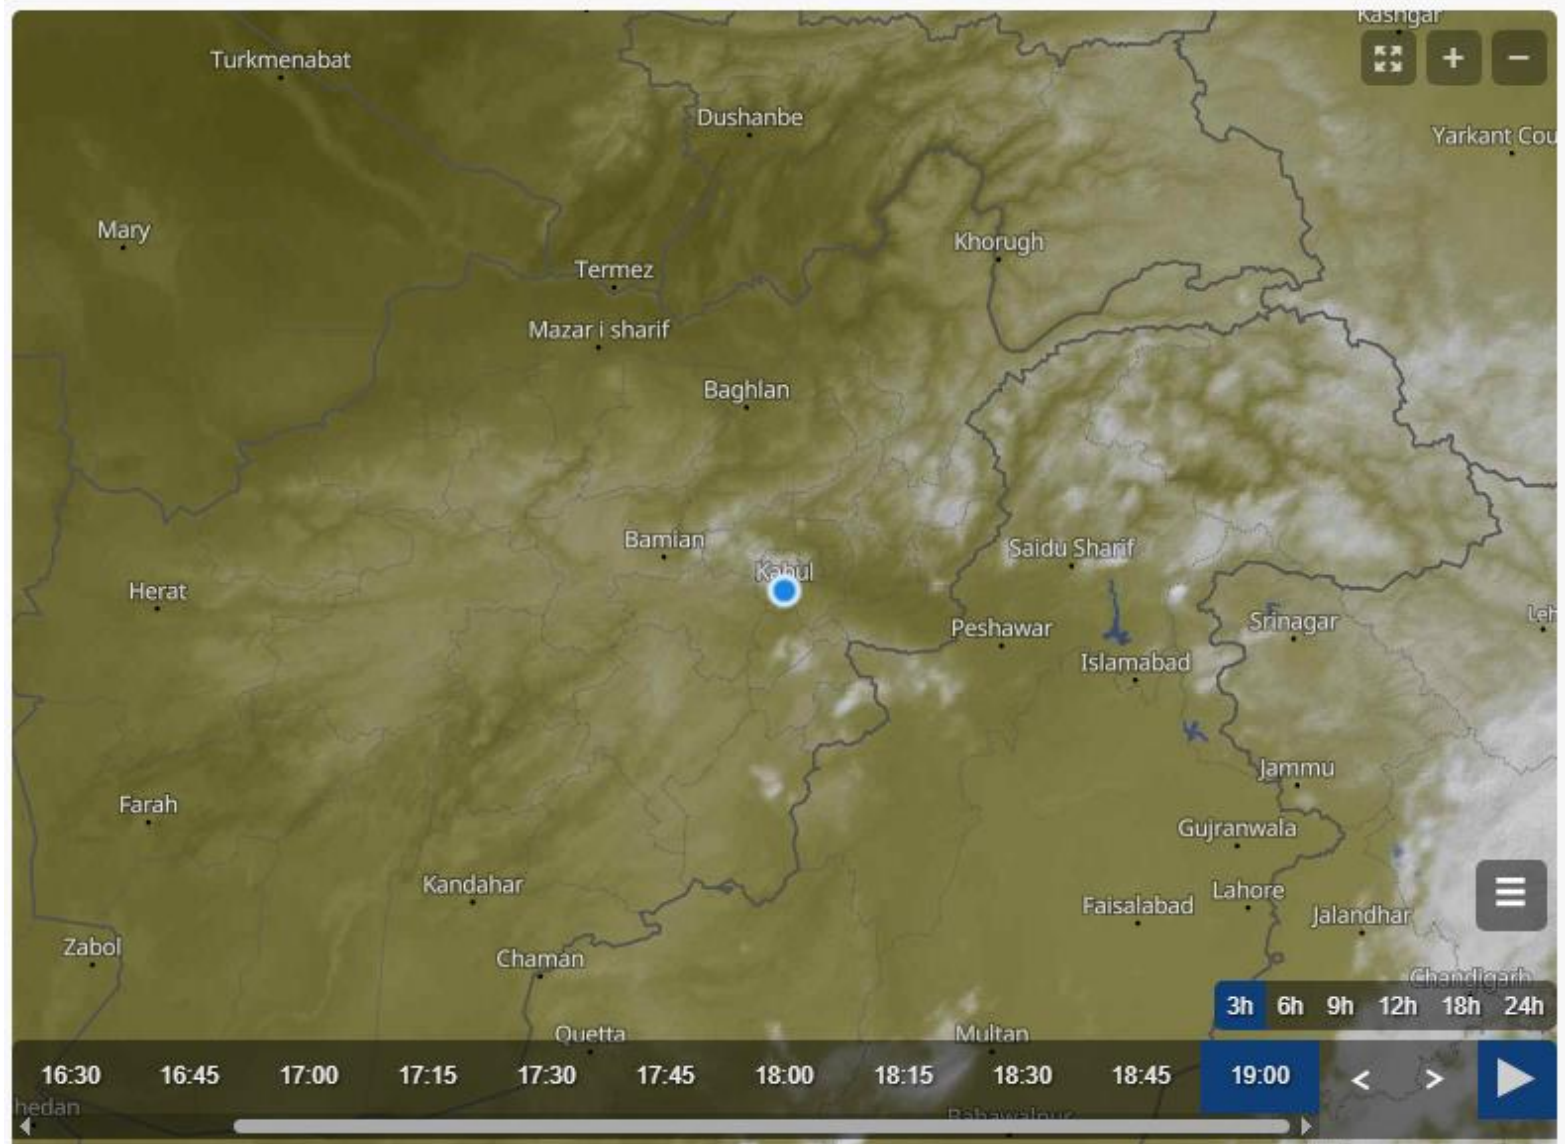 Kashgar
Turkmenabat
Dushanbe
Yarkant Cou
Mary
Khorugh
Termez
Mazar i sharif
Baghlan
Bamian
Saidu Sharif
Kabul
Herat
Leh
Srinagar
Peshawar
Islamabad
Jammu
Farah
Gujranwala
Kandahar
Lahore
Faisalabad
Jalandhar
Zabol
Chaman
Chandigarh
3h 6h 9h 12h 18h 24h
Quetta
Multan
16:30 16:45 17:00 17:15 17:30 17:45 18:00 18:15 18:30 18:45 19:00 < >
hedan
Bahawalpur